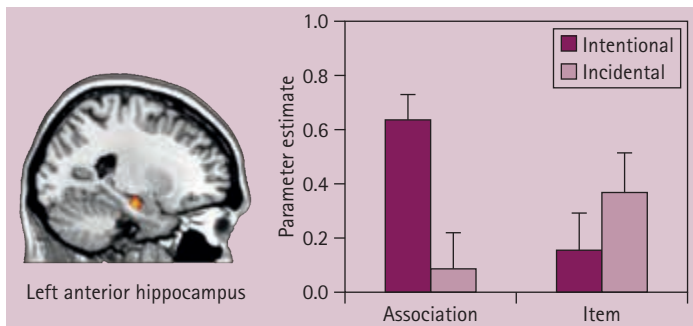 Left anterior hippocampus
Parameter estimate
1.0
0.8
0.6
0.4
0.2
0.0
Intentional
Incidental
Association
Item